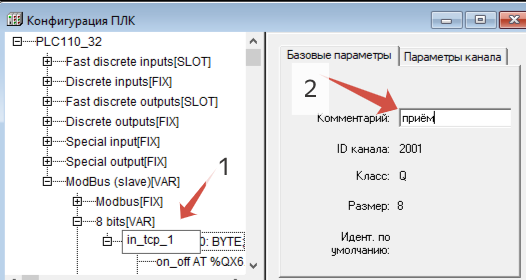 Конфигурация ПЛК
PLC110_32
Fast discrete inputs[SLOT]
Discrete inputs[FIX]
Fast discrete outputs[SLOT]
Discrete outputs[FIX]
Special input[FIX]
Special output[FIX]
ModBus (slave)[VAR]
Modbus[FIX]
8 bits[VAR]
in_tcp_1 0: BYTE;
on_off AT %QX6
1
Базовые параметры Параметры канала
2
Комментарий: приём
ID канала: 2001
Класс: Q
Размер: 8
Идент. по
умолчанию: